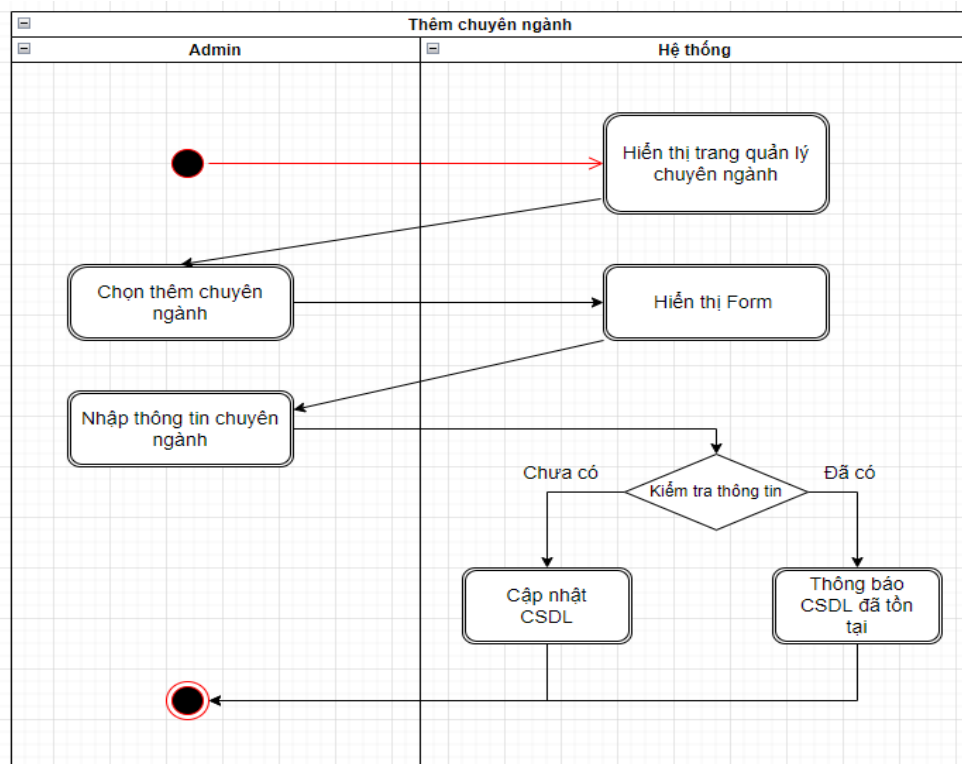 Thêm chuyên ngành
Admin
Hệ thống
Hiển thị trang quản lý
chuyên ngành
Chọn thêm chuyên
ngành
Hiển thị Form
Nhập thông tin chuyên
ngành
Chưa có
Kiểm tra thông tin
Đã có
Cập nhật
CSDL
Thông báo
CSDL đã tồn
tại